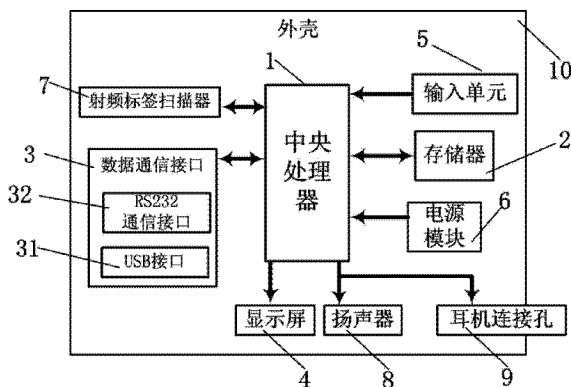 外壳
1
5
10
7
射频标签扫描器
输入单元
中央
处理
器
3
数据通信接口
存储器
2
32
RS232
通信接口
电源
模块
6
31
USB接口
显示屏
扬声器
耳机连接孔
4
8
9